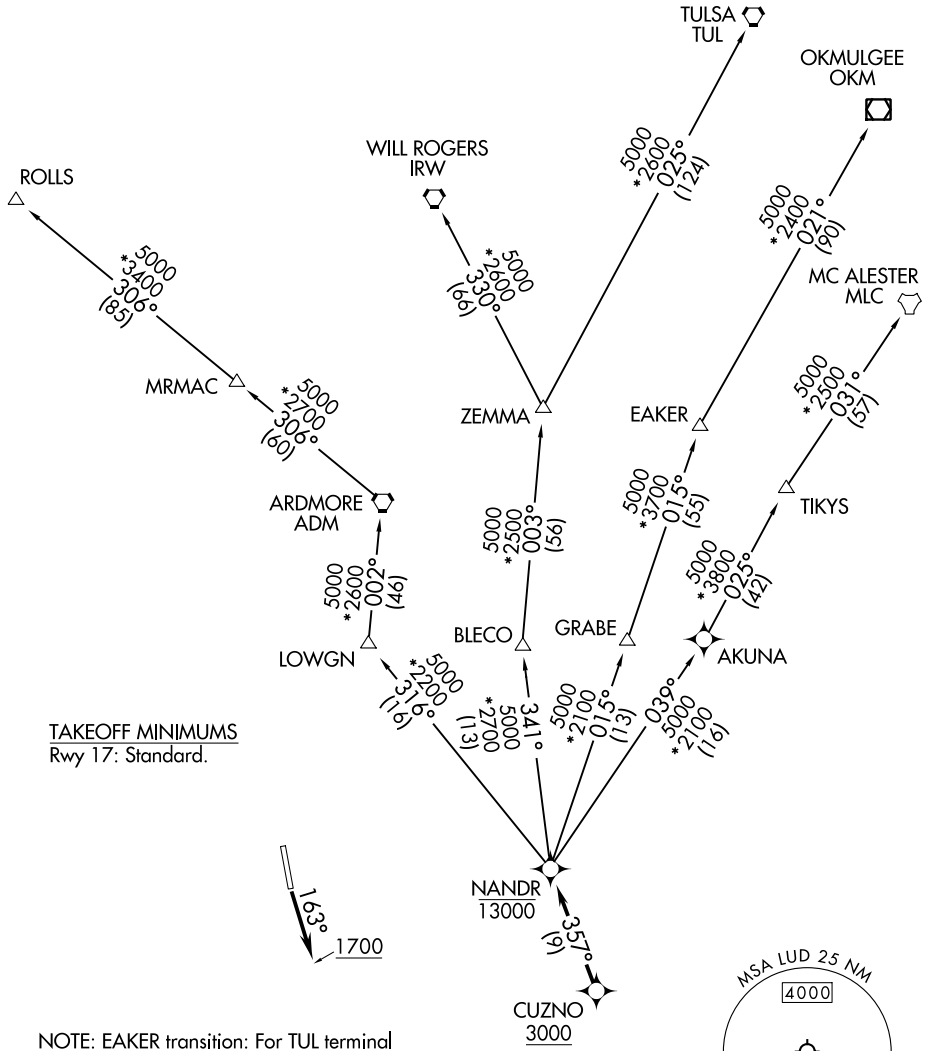 TULSA
TUL
OKMULGEE
OKM
WILL ROGERS
IRW
5000
*2600
025°
(124)
ROLLS
5000
*2400
021°
(90)
MC ALESTER
MLC
5000
*2600
330°
(66)
5000
*3400
306°
(85)
MRMAC
5000
*2700
306°
(60)
ZEMMA
EAKER
5000
*2500
031°
(57)
ARDMORE
ADM
5000
*2500
003°
(56)
5000
*3700
015°
(55)
TIKYS
5000
*2600
002°
(46)
5000
*3800
025°
(42)
LOWGN
BLECO
GRABE
AKUNA
5000
*2200
316°
(16)
341°
5000
*2700
(13)
5000
*2100
015°
(13)
039°
5000
*2100
(16)
TAKEOFF MINIMUMS
Rwy 17: Standard.
NANDR
13000
163°
1700
357°
(9)
CUZNO
3000
MSA LUD 25 NM
4000
NOTE: EAKER transition: For TUL terminal